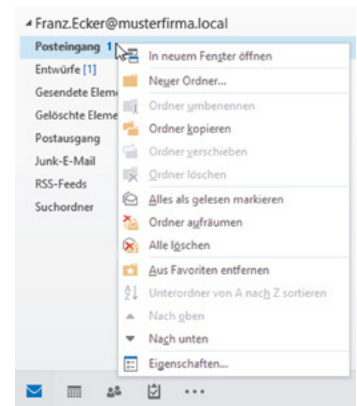 Franz.Ecker@musterfirma.local
Posteingang 1
In neuem Fenster öffnen
Entwürfe [1]
Neuer Ordner...
Gesendete Eleme
Ordner umbenennen
Gelöschte Eleme
Ordner kopieren
Postausgang
Ordner verschieben
Junk-E-Mail
Ordner löschen
RSS-Feeds
Alles als gelesen markieren
Suchordner
Ordner aufräumen
Alle löschen
Aus Favoriten entfernen
Unterordner von A nach Z sortieren
Nach oben
Nach unten
Eigenschaften...